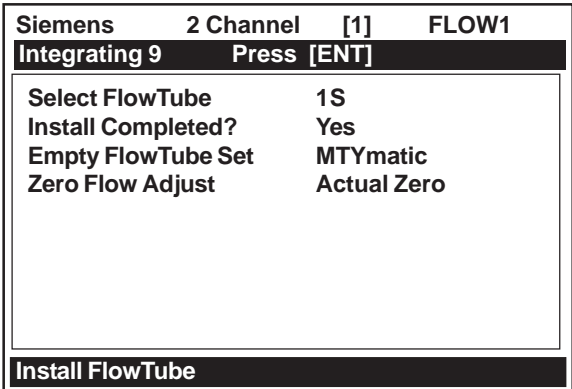 Siemens 2 Channel [1] FLOW1
Integrating 9 Press [ENT]
Select FlowTube 1S
Install Completed? Yes
Empty FlowTube Set MTYmatic
Zero Flow Adjust Actual Zero
Install FlowTube